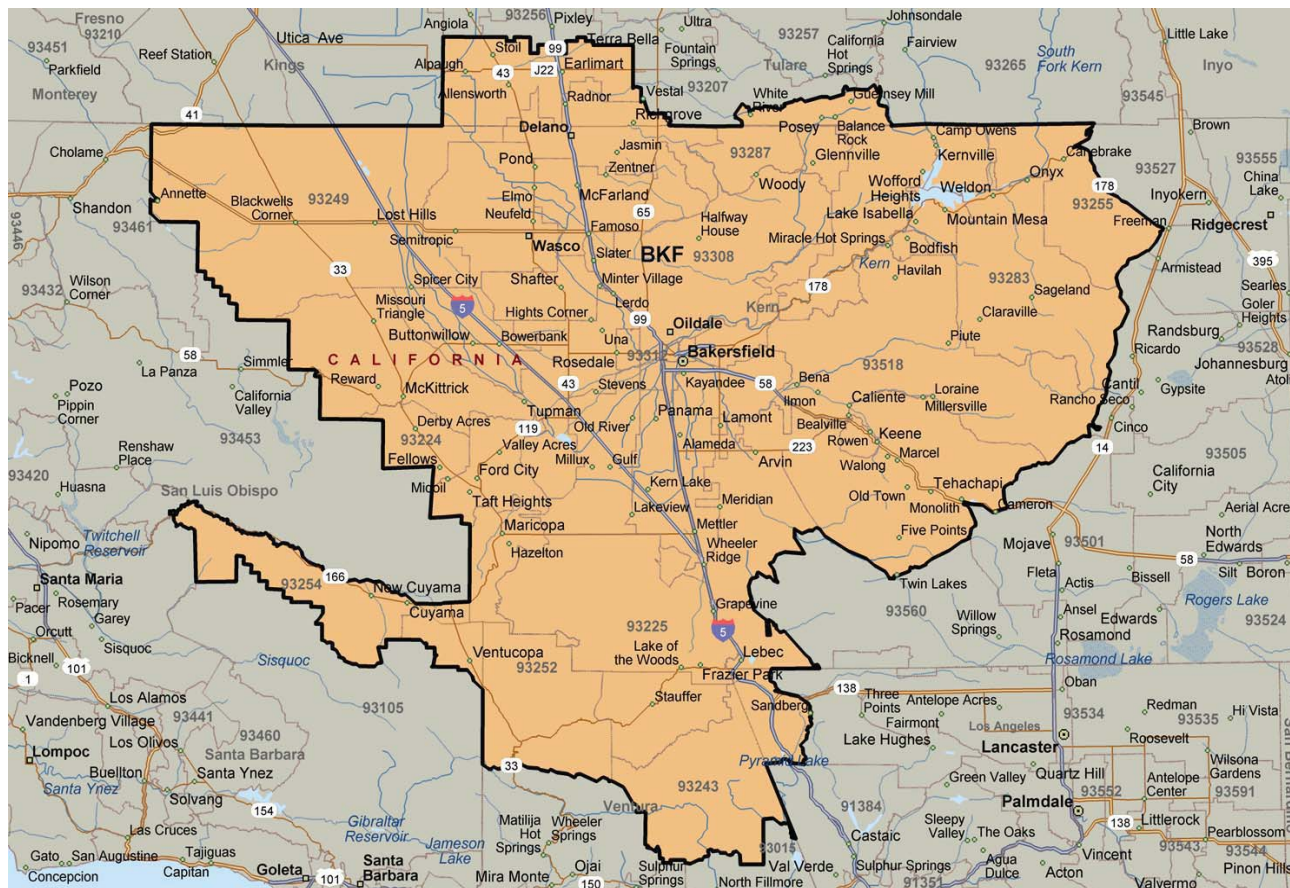 Fresno
93210
Angiola
93256
Pixley
Ultra
Johnsondale
93451
Reef Station
Utica Ave
99
Terra Bella
Fountain
Springs
93257
California
Hot
Springs
Fairview
South
Fork Kern
Little Lake
Parkfield
Kings
Stoil
Alpaugh
43
J22
Earlimart
Tulare
93265
Inyo
Monterey
Allensworth
Radnor
Vestal
93207
White
River
Guernsey Mill
93545
41
Delano
Richgrove
Posey
Balance
Rock
Camp Owens
Brown
Cholame
Pond
Jasmin
Zentner
93287
Glennville
Kernville
Canebrake
93527
93555
China
Lake
Annette
93249
Elmo
McFarland
Woody
Wofford
Heights
Weldon
Onyx
178
93255
Inyokern
Shandon
Blackwells
Corner
Lost Hills
Neufeld
65
Halfway
House
Lake Isabella
Mountain Mesa
Freeman
Ridgecrest
93446
93461
Semitropic
Wasco
Famoso
BKF
93308
Miracle Hot Springs
Bodfish
33
Slater
Kern
Havilah
93283
Armistead
395
93432
Wilson
Corner
Spicer City
Shafter
Minter Village
178
Sageland
Searles
Missouri
Triangle
5
Lerdo
Kern
Claraville
Goler
Heights
Hights Corner
99
Oildale
Randsburg
58
Buttonwillow
Bowerbank
Una
Piute
93528
CALIFORNIA
Rosedale
93312
Bakersfield
93518
Ricardo
Johannesburg
La Panza
Simmler
Reward
43
Stevens
Kayandee
58
Bena
Cantil
Gypsite
Pozo
Pippin
Corner
California
Valley
McKittrick
Tupman
Ilmon
Caliente
Loraine
Millersville
Rancho Seco
Derby Acres
119
Old River
Panama
Lamont
Bealville
Cinco
93453
93224
Valley Acres
Alameda
223
Rowen
Keene
Marcel
14
Renshaw
Place
Fellows
Ford City
Millux
Gulf
Arvin
Walong
93505
93420
Huasna
Midoil
Taft Heights
Kern Lake
Old Town
Tehachapi
California
City
San Luis Obispo
Maricopa
Lakeview
Meridian
Monolith
Cameron
Aerial Acre
Twitchell
Reservoir
Hazelton
Mettler
Five Points
Nipomo
Wheeler
Ridge
Mojave
93501
North
Edwards
58
Santa Maria
93254
166
New Cuyama
Twin Lakes
Fleta
Actis
Bissell
Silt
Boron
Pacer
Rosemary
Garey
Cuyama
Grapevine
93560
Willow
Springs
Ansel
Edwards
Rogers Lake
Orcutt
Sisquoc
93225
5
Rosamond
93524
Bicknell
101
Sisquoc
Ventucopa
93252
Lake of
the Woods
Lebec
Rosamond Lake
1
Los Alamos
Frazier Park
138
Three
Points
Antelope Acres
Oban
Vandenberg Village
93441
93105
Stauffer
Sandberg
Fairmont
Los Angeles
93534
Redman
93535
Hi Vista
93460
Los Olivos
Santa Barbara
Lake Hughes
Lancaster
Roosevelt
San Bernardino
Lompoc
Pyramid Lake
Quartz Hill
Wilsona
Gardens
Santa Ynez
Buellton
Santa Ynez
33
93243
Green Valley
93552
Antelope
Center
93591
Solvang
154
Ventura
91384
Palmdale
Las Cruces
Gibraltar
Reservoir
Matilija
Hot
Springs
Wheeler
Springs
Castaic
Sleepy
Valley
The Oaks
138
Littlerock
Pearblossom
Gato
San Augustine
Tajiguas
Jameson
Lake
93015
Vincent
93543
93544
Concepcion
Capitan
Goleta
101
Santa
Barbara
Ojai
Mira Monte
150
Sulphur
Springs
North Fillmore
Val Verde
Sulphur Springs
91351
Agua
Dulce
Acton
Valvermo
Pinon Hills